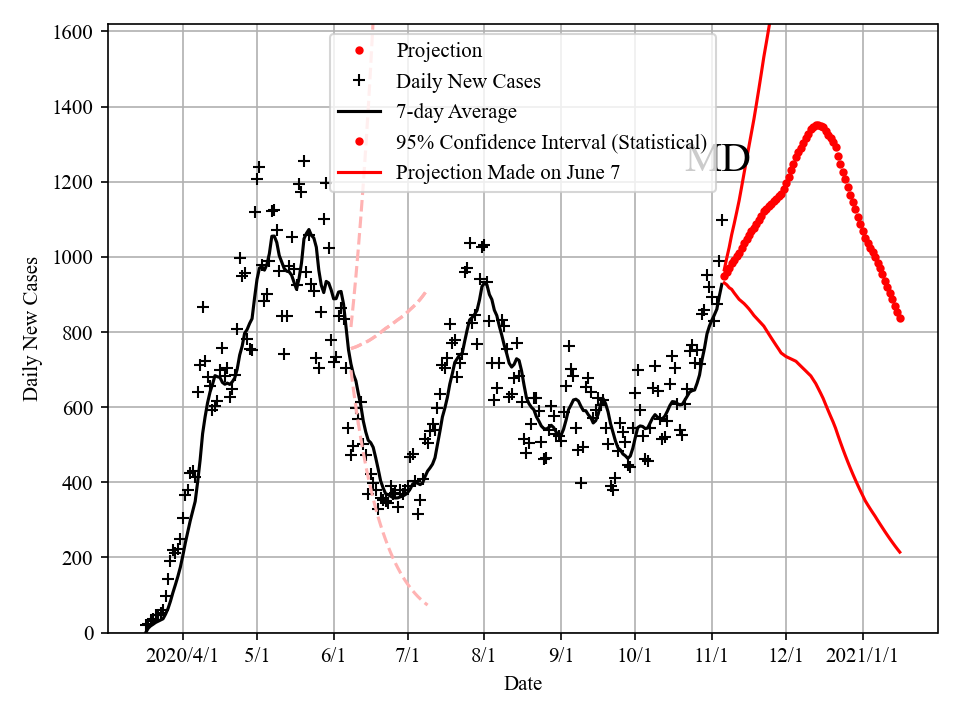 1600
1400
1200
1000
800
600
400
200
0
Daily New Cases
Projection
Daily New Cases
7-day Average
95% Confidence Interval (Statistical)
Projection Made on June 7
MD
2020/4/1 5/1 6/1 7/1 8/1 9/1 10/1 11/1 12/1 2021/1/1
Date